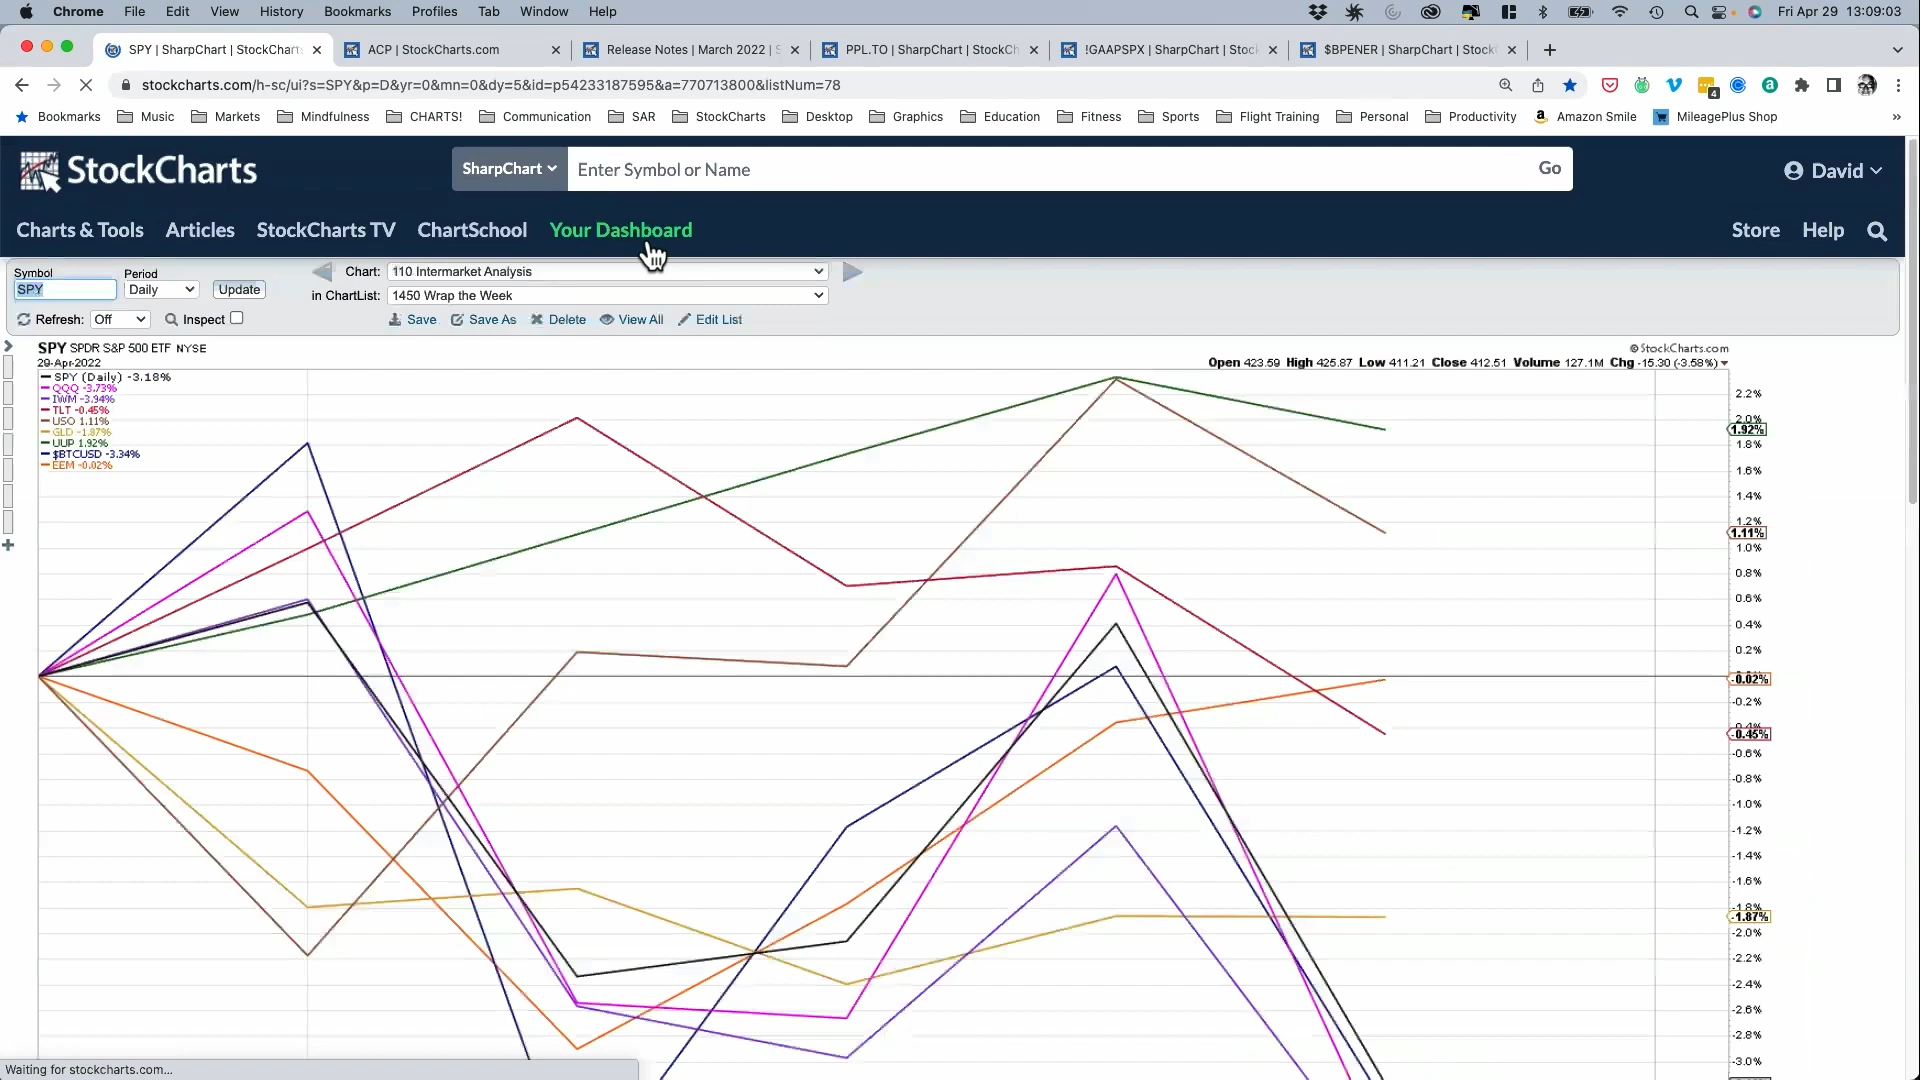 Chrome File Edit View History Bookmarks Profiles Tab Window Help Fri Apr 29 13:09:03
SPY | SharpChart | StockCharts ACP | StockCharts.com Release Notes | March 2022 | S PPL.TO | SharpChart | StockCh !GAAPSPX | SharpChart | Stock $BPENER | SharpChart | StockC
stockcharts.com/h-sc/ui?s=SPY&p=D&yr=0&mn=0&dy=5&id=p54233187595&a=770713800&listNum=78 4
Bookmarks Music Markets Mindfulness CHARTS! Communication SAR StockCharts Desktop Graphics Education Fitness Sports Flight Training Personal Productivity Amazon Smile MileagePlus Shop »
StockCharts SharpChart Enter Symbol or Name Go David
Charts & Tools Articles StockCharts TV ChartSchool Your Dashboard Store Help
Symbol Period Chart: 110 Intermarket Analysis
SPY Daily Update in ChartList: 1450 Wrap the Week
Refresh: Off Inspect Save Save As Delete View All Edit List
SPY SPDR S&P 500 ETF NYSE © StockCharts.com
29-Apr-2022 Open 423.59 High 425.87 Low 411.21 Close 412.51 Volume 127.1M Chg -15.30 (-3.58%)
SPY (Daily) -3.18%
QQQ -3.73%
IWM -3.94%
TLT -0.45%
USO 1.11%
GLD -1.87%
UUP 1.92%
$BTCUSD -3.34%
EEM -0.02%
2.2%
2.0%
1.92%
1.8%
1.6%
1.4%
1.2%
1.11%
1.0%
0.8%
0.6%
0.4%
0.2%
-0.02%
-0.2%
-0.4%
-0.45%
-0.6%
-0.8%
-1.0%
-1.2%
-1.4%
-1.6%
-1.8%
-1.87%
-2.0%
-2.2%
-2.4%
-2.6%
-2.8%
-3.0%
Waiting for stockcharts.com...